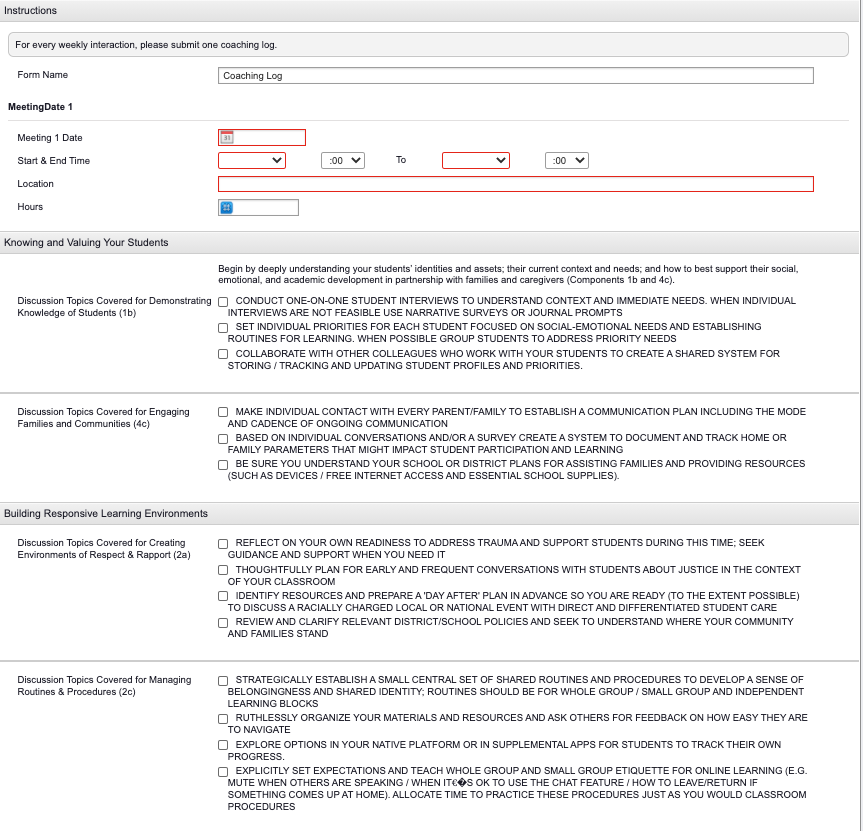 Instructions
For every weekly interaction, please submit one coaching log.
Form Name Coaching Log
MeetingDate 1
Meeting 1 Date 31
Start & End Time :00 To :00
Location
Hours
Knowing and Valuing Your Students
Begin by deeply understanding your students' identities and assets; their current context and needs; and how to best support their social,
emotional, and academic development in partnership with families and caregivers (Components 1b and 4c).
Discussion Topics Covered for Demonstrating
Knowledge of Students (1b)
CONDUCT ONE-ON-ONE STUDENT INTERVIEWS TO UNDERSTAND CONTEXT AND IMMEDIATE NEEDS. WHEN INDIVIDUAL
INTERVIEWS ARE NOT FEASIBLE USE NARRATIVE SURVEYS OR JOURNAL PROMPTS
SET INDIVIDUAL PRIORITIES FOR EACH STUDENT FOCUSED ON SOCIAL-EMOTIONAL NEEDS AND ESTABLISHING
ROUTINES FOR LEARNING. WHEN POSSIBLE GROUP STUDENTS TO ADDRESS PRIORITY NEEDS
COLLABORATE WITH OTHER COLLEAGUES WHO WORK WITH YOUR STUDENTS TO CREATE A SHARED SYSTEM FOR
STORING / TRACKING AND UPDATING STUDENT PROFILES AND PRIORITIES.
Discussion Topics Covered for Engaging
Families and Communities (4c)
MAKE INDIVIDUAL CONTACT WITH EVERY PARENT/FAMILY TO ESTABLISH A COMMUNICATION PLAN INCLUDING THE MODE
AND CADENCE OF ONGOING COMMUNICATION
BASED ON INDIVIDUAL CONVERSATIONS AND/OR A SURVEY CREATE A SYSTEM TO DOCUMENT AND TRACK HOME OR
FAMILY PARAMETERS THAT MIGHT IMPACT STUDENT PARTICIPATION AND LEARNING
BE SURE YOU UNDERSTAND YOUR SCHOOL OR DISTRICT PLANS FOR ASSISTING FAMILIES AND PROVIDING RESOURCES
(SUCH AS DEVICES / FREE INTERNET ACCESS AND ESSENTIAL SCHOOL SUPPLIES).
Building Responsive Learning Environments
Discussion Topics Covered for Creating
Environments of Respect & Rapport (2a)
REFLECT ON YOUR OWN READINESS TO ADDRESS TRAUMA AND SUPPORT STUDENTS DURING THIS TIME; SEEK
GUIDANCE AND SUPPORT WHEN YOU NEED IT
THOUGHTFULLY PLAN FOR EARLY AND FREQUENT CONVERSATIONS WITH STUDENTS ABOUT JUSTICE IN THE CONTEXT
OF YOUR CLASSROOM
IDENTIFY RESOURCES AND PREPARE A 'DAY AFTER' PLAN IN ADVANCE SO YOU ARE READY (TO THE EXTENT POSSIBLE)
TO DISCUSS A RACIALLY CHARGED LOCAL OR NATIONAL EVENT WITH DIRECT AND DIFFERENTIATED STUDENT CARE
REVIEW AND CLARIFY RELEVANT DISTRICT/SCHOOL POLICIES AND SEEK TO UNDERSTAND WHERE YOUR COMMUNITY
AND FAMILIES STAND
Discussion Topics Covered for Managing
Routines & Procedures (2c)
STRATEGICALLY ESTABLISH A SMALL CENTRAL SET OF SHARED ROUTINES AND PROCEDURES TO DEVELOP A SENSE OF
BELONGINGNESS AND SHARED IDENTITY; ROUTINES SHOULD BE FOR WHOLE GROUP / SMALL GROUP AND INDEPENDENT
LEARNING BLOCKS
RUTHLESSLY ORGANIZE YOUR MATERIALS AND RESOURCES AND ASK OTHERS FOR FEEDBACK ON HOW EASY THEY ARE
TO NAVIGATE
EXPLORE OPTIONS IN YOUR NATIVE PLATFORM OR IN SUPPLEMENTAL APPS FOR STUDENTS TO TRACK THEIR OWN
PROGRESS.
EXPLICITLY SET EXPECTATIONS AND TEACH WHOLE GROUP AND SMALL GROUP ETIQUETTE FOR ONLINE LEARNING (E.G.
MUTE WHEN OTHERS ARE SPEAKING / WHEN IT€�S OK TO USE THE CHAT FEATURE / HOW TO LEAVE/RETURN IF
SOMETHING COMES UP AT HOME). ALLOCATE TIME TO PRACTICE THESE PROCEDURES JUST AS YOU WOULD CLASSROOM
PROCEDURES